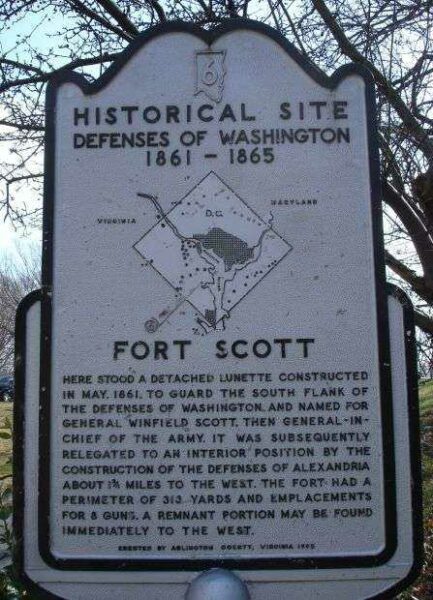 6
HISTORICAL SITE
DEFENSES OF WASHINGTON
1861 - 1865
D.C.
VIRGINIA
MARYLAND
FORT SCOTT
HERE STOOD A DETACHED LUNETTE CONSTRUCTED
IN MAY, 1861, TO GUARD THE SOUTH FLANK OF
THE DEFENSES OF WASHINGTON, AND NAMED FOR
GENERAL WINFIELD SCOTT, THEN GENERAL-IN-
CHIEF OF THE ARMY. IT WAS SUBSEQUENTLY
RELEGATED TO AN INTERIOR POSITION BY THE
CONSTRUCTION OF THE DEFENSES OF ALEXANDRIA
ABOUT MILES TO THE WEST. THE FORT HAD A
PERIMETER OF 313 YARDS AND EMPLACEMENTS
FOR 8 GUNS. A REMNANT PORTION MAY BE FOUND
IMMEDIATELY TO THE WEST.
ERECTED BY ARLINGTON COUNTY, VIRGINIA